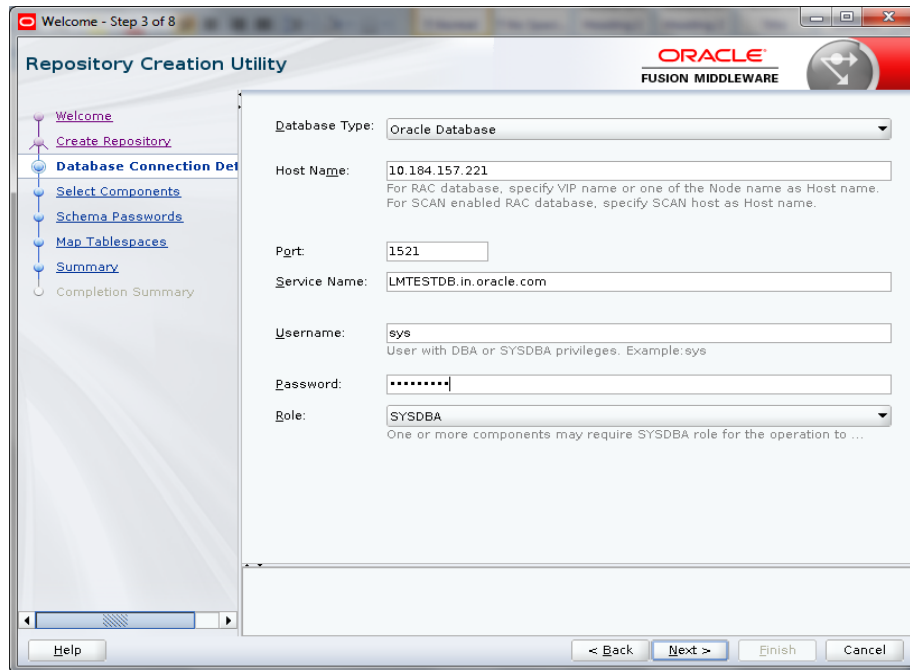 Welcome - Step 3 of 8
Repository Creation Utility
ORACLE
FUSION MIDDLEWARE
Welcome
Create Repository
Database Connection Det
Select Components
Schema Passwords
Map Tablespaces
Summary
Completion Summary
Database Type: Oracle Database
Host Name: 10.184.157.221
For RAC database, specify VIP name or one of the Node name as Host name.
For SCAN enabled RAC database, specify SCAN host as Host name.
Port: 1521
Service Name: LMTESTDB.in.oracle.com
Username: sys
User with DBA or SYSDBA privileges. Example:sys
Password: •••••••••
Role: SYSDBA
One or more components may require SYSDBA role for the operation to ...
Help < Back Next > Finish Cancel